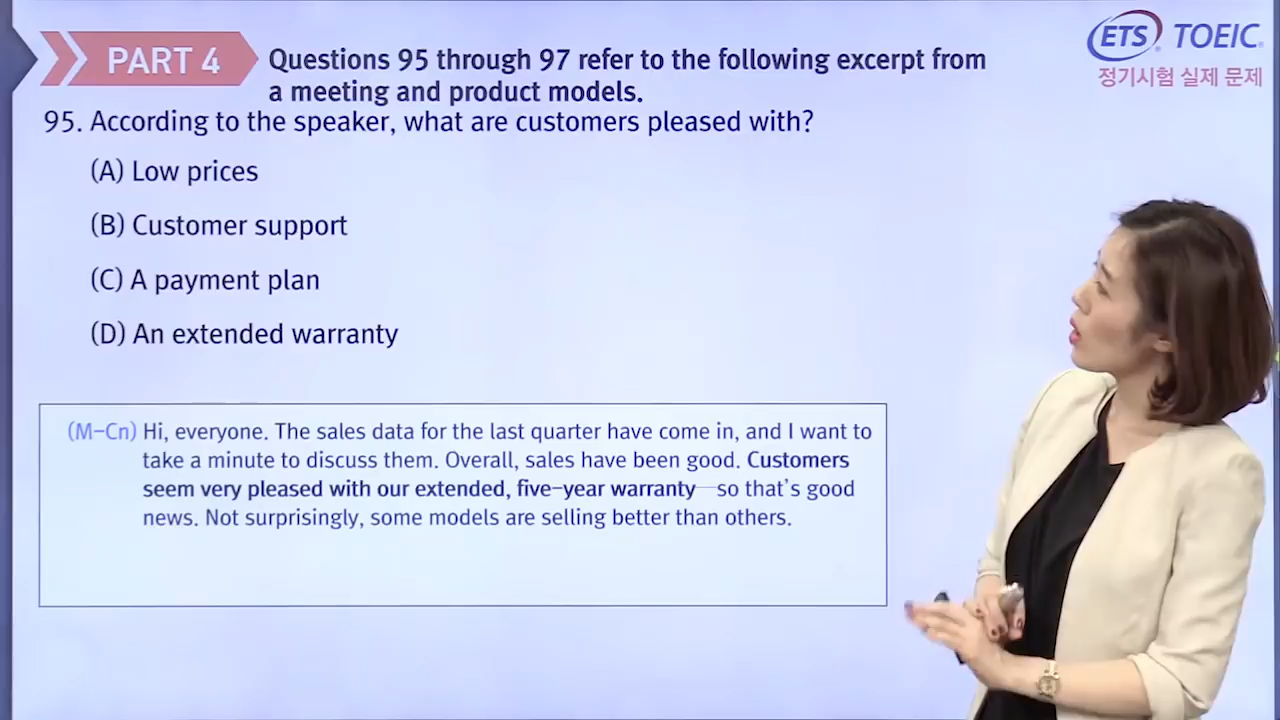 PART 4
Questions 95 through 97 refer to the following excerpt from
a meeting and product models.
ETS® TOEIC®
정기시험 실제 문제
95. According to the speaker, what are customers pleased with?
(A) Low prices
(B) Customer support
(C) A payment plan
(D) An extended warranty
(M–Cn) Hi, everyone. The sales data for the last quarter have come in, and I want to
take a minute to discuss them. Overall, sales have been good. Customers
seem very pleased with our extended, five–year warranty—so that's good
news. Not surprisingly, some models are selling better than others.